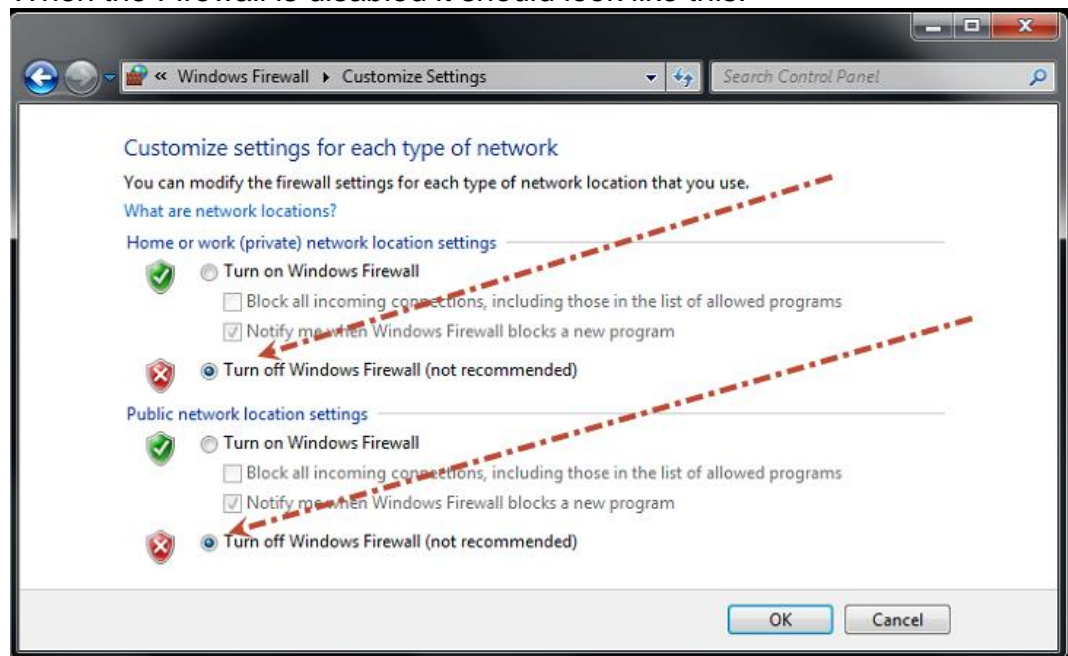 When the Firewall is disabled it should look like this:
« Windows Firewall ▸ Customize Settings
Search Control Panel
Customize settings for each type of network
You can modify the firewall settings for each type of network location that you use.
What are network locations?
Home or work (private) network location settings
Turn on Windows Firewall
Block all incoming connections, including those in the list of allowed programs
Notify me when Windows Firewall blocks a new program
Turn off Windows Firewall (not recommended)
Public network location settings
Turn on Windows Firewall
Block all incoming connections, including those in the list of allowed programs
Notify me when Windows Firewall blocks a new program
Turn off Windows Firewall (not recommended)
OK
Cancel